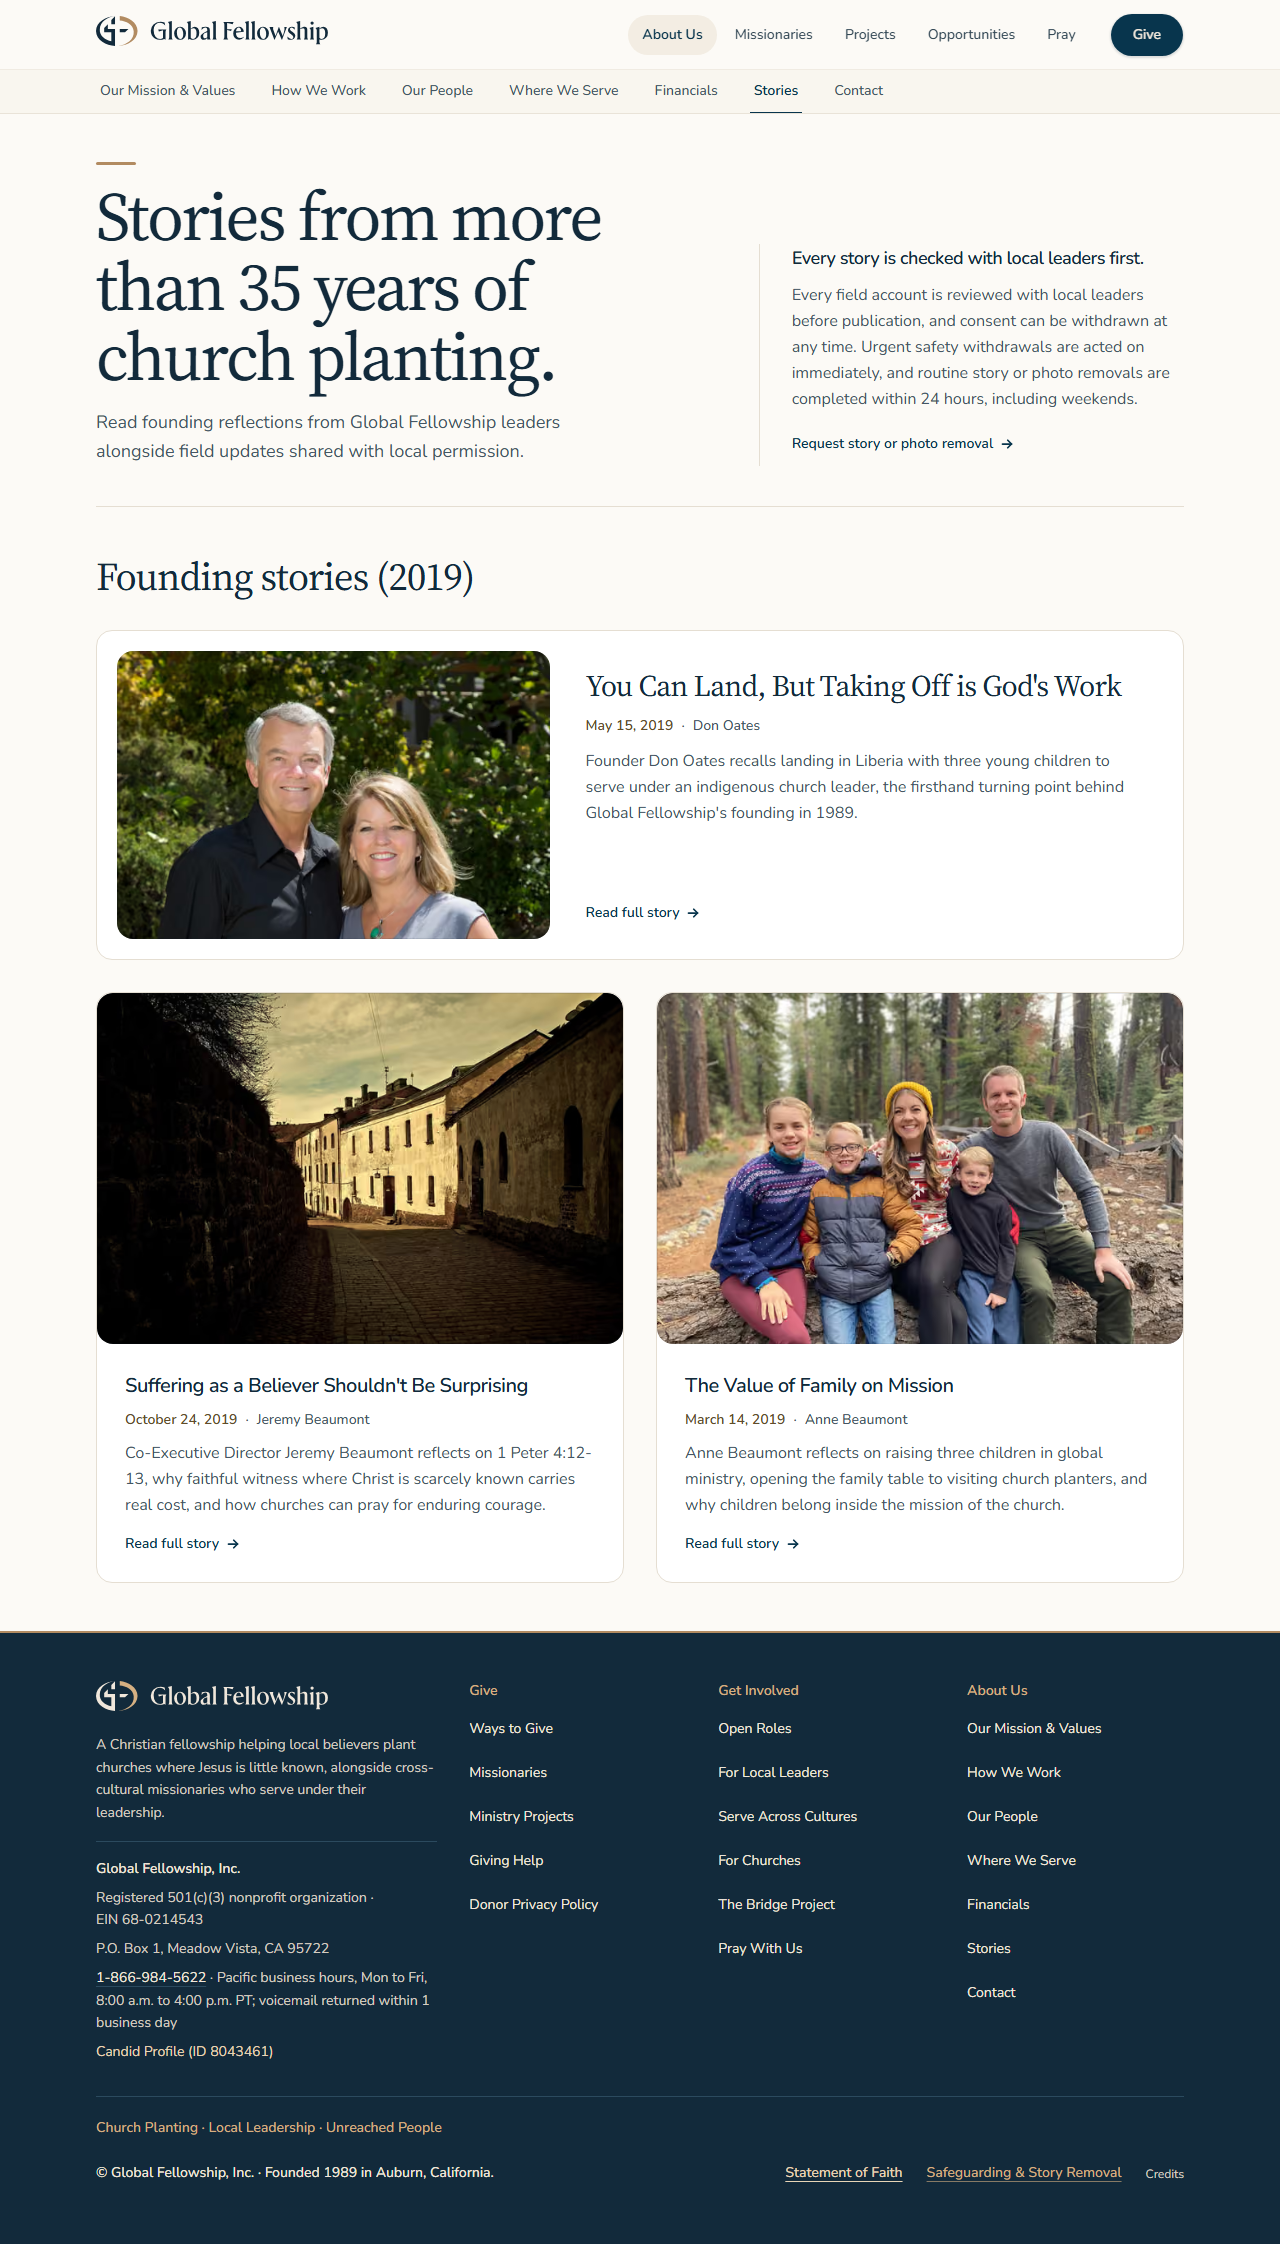 Global Fellowship
About Us
Missionaries
Projects
Opportunities
Pray
Give
Our Mission & Values
How We Work
Our People
Where We Serve
Financials
Stories
Contact
Stories from more
than 35 years of
church planting.
Read founding reflections from Global Fellowship leaders
alongside field updates shared with local permission.
Every story is checked with local leaders first.
Every field account is reviewed with local leaders
before publication, and consent can be withdrawn at
any time. Urgent safety withdrawals are acted on
immediately, and routine story or photo removals are
completed within 24 hours, including weekends.
Request story or photo removal →
Founding stories (2019)
You Can Land, But Taking Off is God's Work
May 15, 2019 · Don Oates
Founder Don Oates recalls landing in Liberia with three young children to
serve under an indigenous church leader, the firsthand turning point behind
Global Fellowship's founding in 1989.
Read full story →
Suffering as a Believer Shouldn't Be Surprising
October 24, 2019 · Jeremy Beaumont
Co-Executive Director Jeremy Beaumont reflects on 1 Peter 4:12-
13, why faithful witness where Christ is scarcely known carries
real cost, and how churches can pray for enduring courage.
Read full story →
The Value of Family on Mission
March 14, 2019 · Anne Beaumont
Anne Beaumont reflects on raising three children in global
ministry, opening the family table to visiting church planters, and
why children belong inside the mission of the church.
Read full story →
Global Fellowship
A Christian fellowship helping local believers plant
churches where Jesus is little known, alongside cross-
cultural missionaries who serve under their
leadership.
Global Fellowship, Inc.
Registered 501(c)(3) nonprofit organization ·
EIN 68-0214543
P.O. Box 1, Meadow Vista, CA 95722
1-866-984-5622 · Pacific business hours, Mon to Fri,
8:00 a.m. to 4:00 p.m. PT; voicemail returned within 1
business day
Candid Profile (ID 8043461)
Give
Ways to Give
Missionaries
Ministry Projects
Giving Help
Donor Privacy Policy
Get Involved
Open Roles
For Local Leaders
Serve Across Cultures
For Churches
The Bridge Project
Pray With Us
About Us
Our Mission & Values
How We Work
Our People
Where We Serve
Financials
Stories
Contact
Church Planting · Local Leadership · Unreached People
© Global Fellowship, Inc. · Founded 1989 in Auburn, California.
Statement of Faith
Safeguarding & Story Removal
Credits